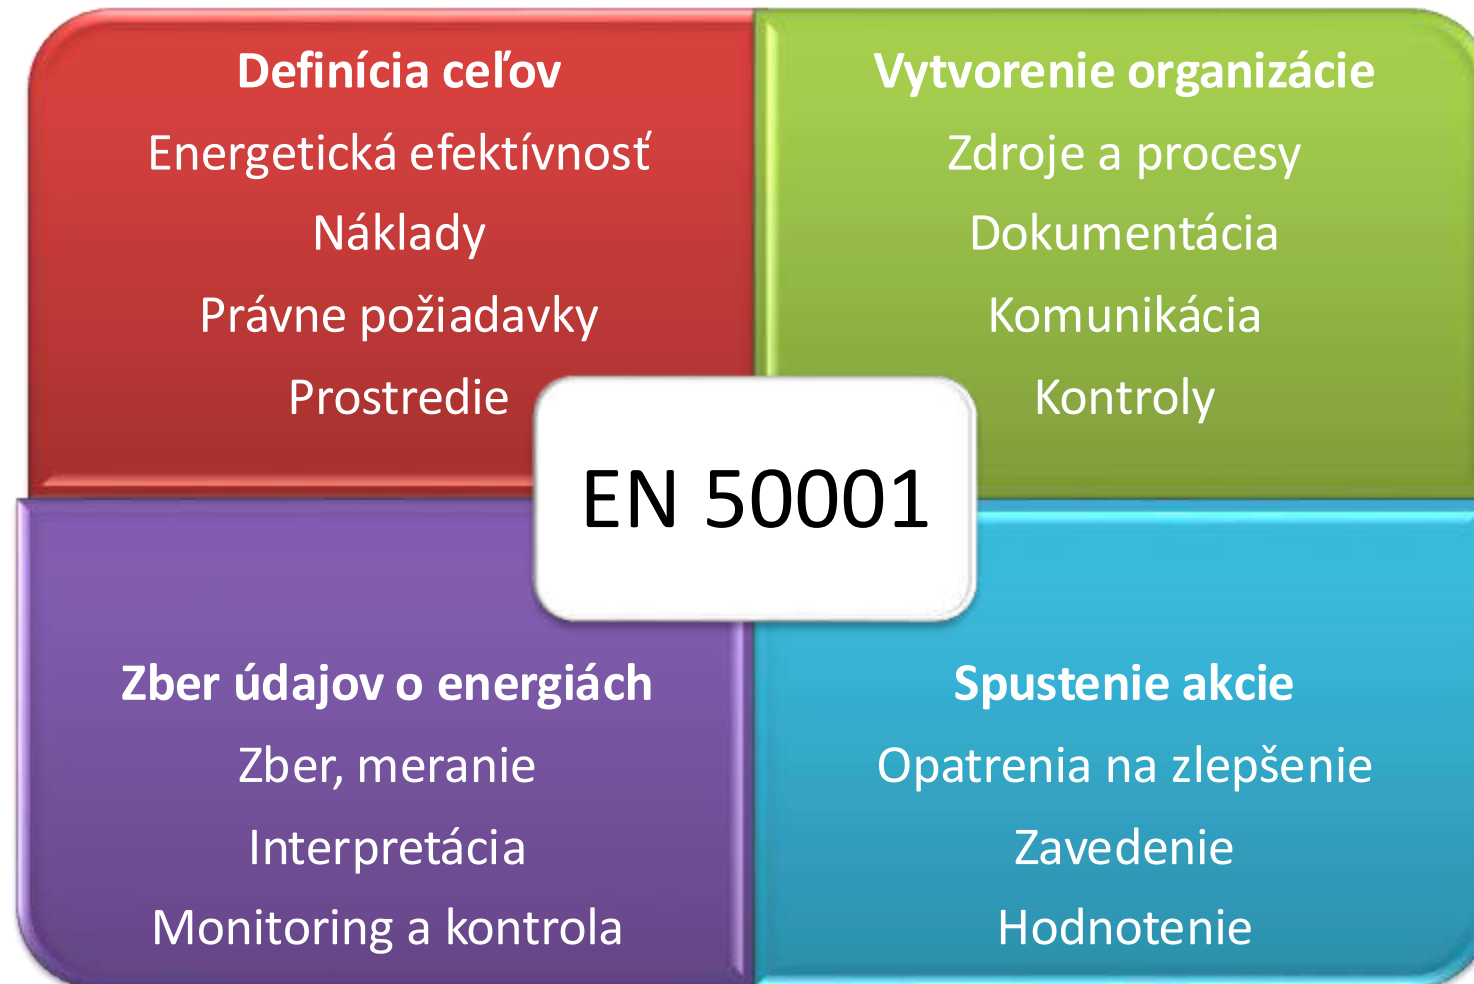 Definícia ceľov
Energetická efektívnosť
Náklady
Právne požiadavky
Prostredie
Vytvorenie organizácie
Zdroje a procesy
Dokumentácia
Komunikácia
Kontroly
EN 50001
Zber údajov o energiách
Zber, meranie
Interpretácia
Monitoring a kontrola
Spustenie akcie
Opatrenia na zlepšenie
Zavedenie
Hodnotenie